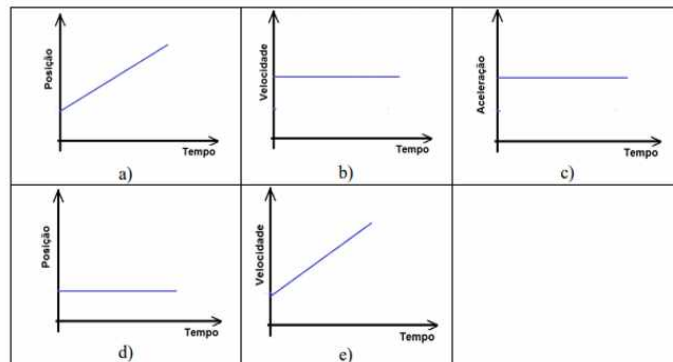 Posição
Tempo
a)
Velocidade
Tempo
b)
Aceleração
Tempo
c)
Posição
Tempo
d)
Velocidade
Tempo
e)